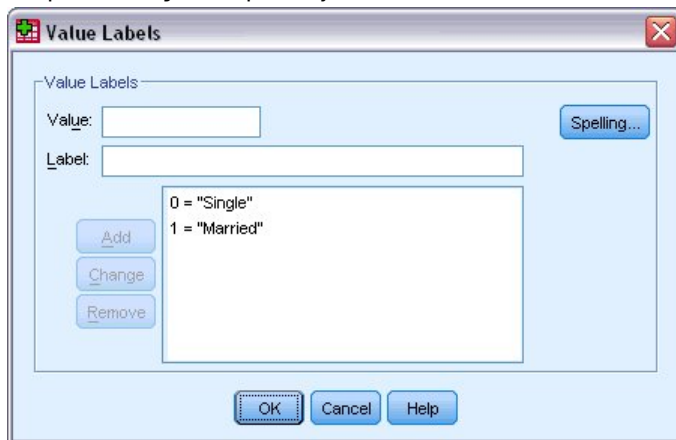 Value Labels
Value Labels
Value:
Spelling...
Label:
0 = "Single"
1 = "Married"
Add
Change
Remove
OK Cancel Help